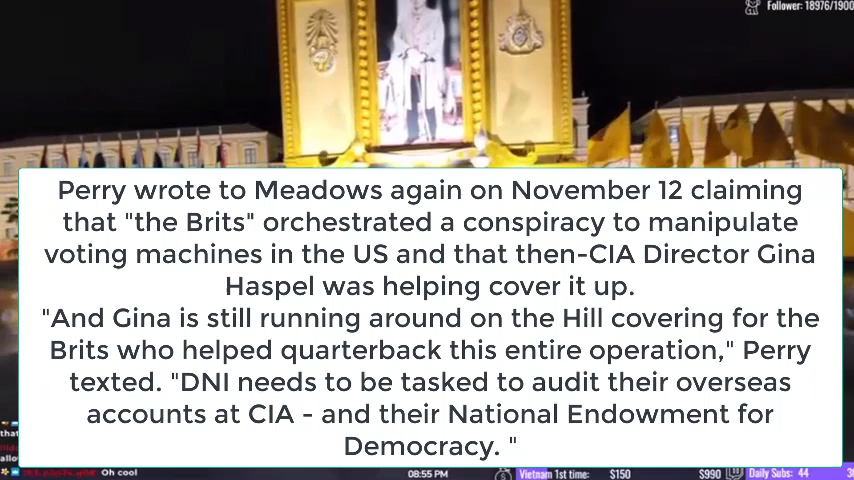 Follower: 18976/1900
Perry wrote to Meadows again on November 12 claiming
that "the Brits" orchestrated a conspiracy to manipulate
voting machines in the US and that then-CIA Director Gina
Haspel was helping cover it up.
"And Gina is still running around on the Hill covering for the
Brits who helped quarterback this entire operation," Perry
texted. "DNI needs to be tasked to audit their overseas
accounts at CIA - and their National Endowment for
Democracy. "
that
allo
Oh cool
08:55 PM
Vietnam 1st time: $150
$990
Daily Subs: 44
30